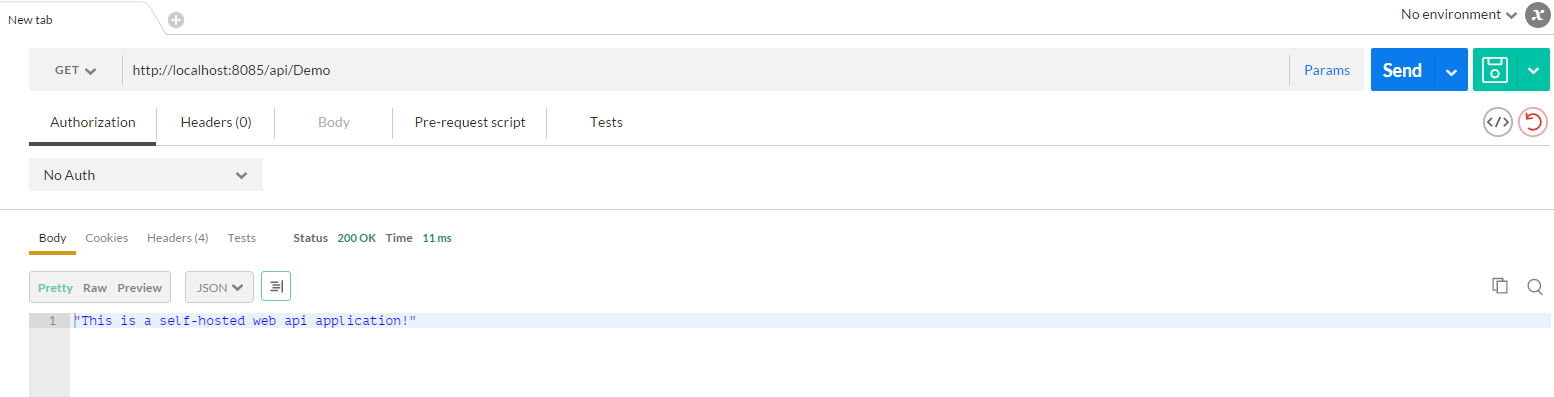 New tab
No environment
GET http://localhost:8085/api/Demo Params Send
Authorization Headers (0) Body Pre-request script Tests
No Auth
Body Cookies Headers (4) Tests Status 200 OK Time 11 ms
Pretty Raw Preview JSON
1 "This is a self-hosted web api application!"